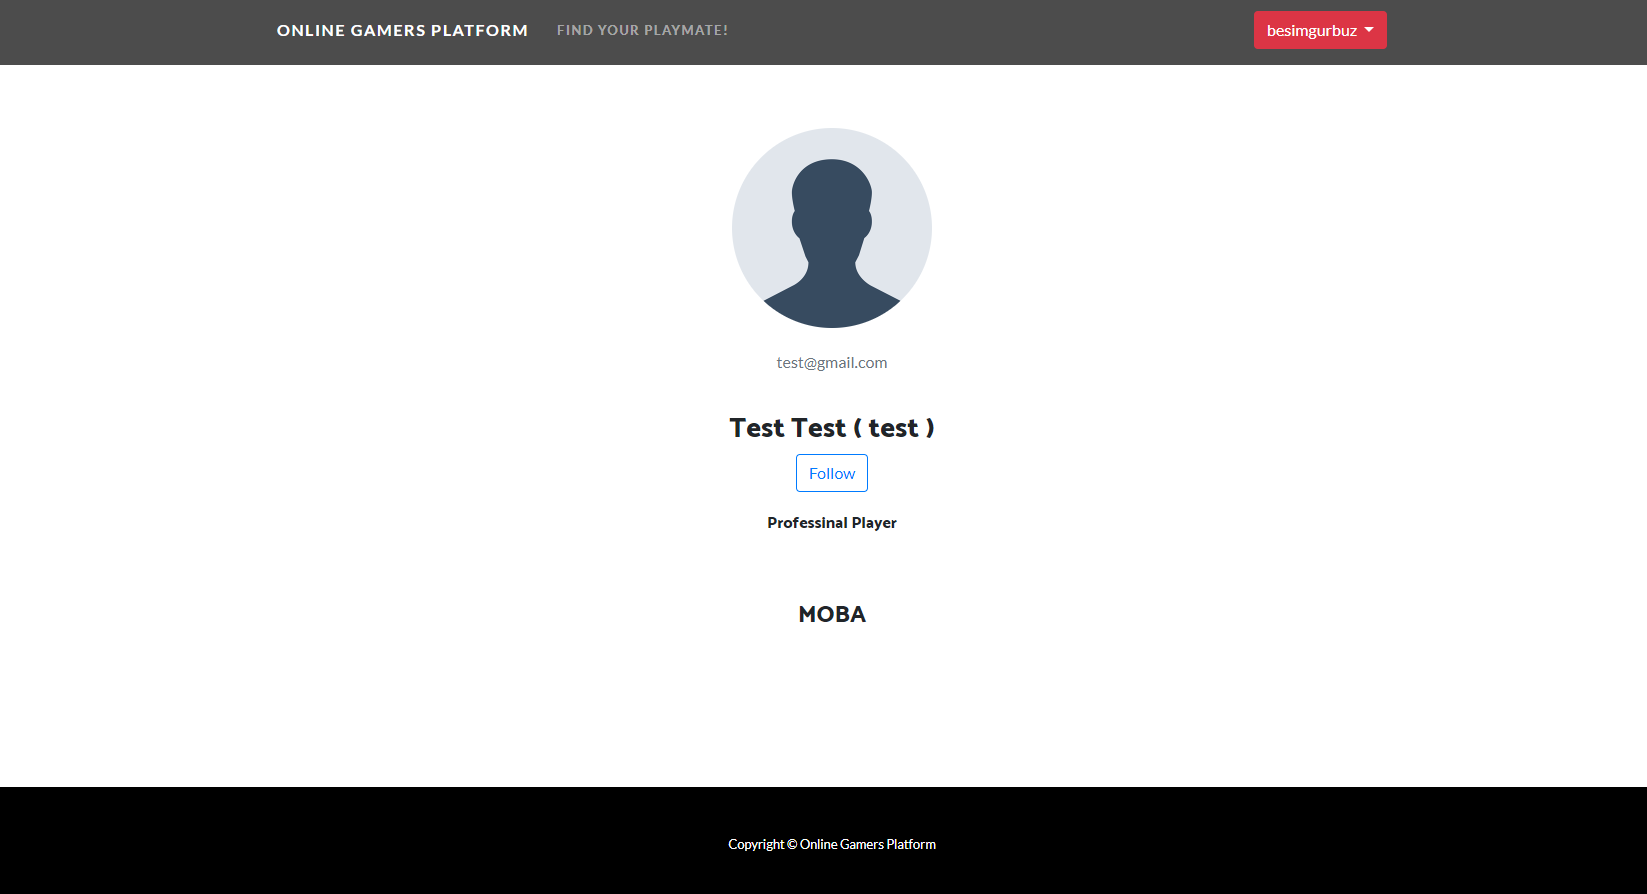 ONLINE GAMERS PLATFORM FIND YOUR PLAYMATE! besimgurbuz
test@gmail.com
Test Test ( test )
Follow
Professinal Player
MOBA
Copyright © Online Gamers Platform